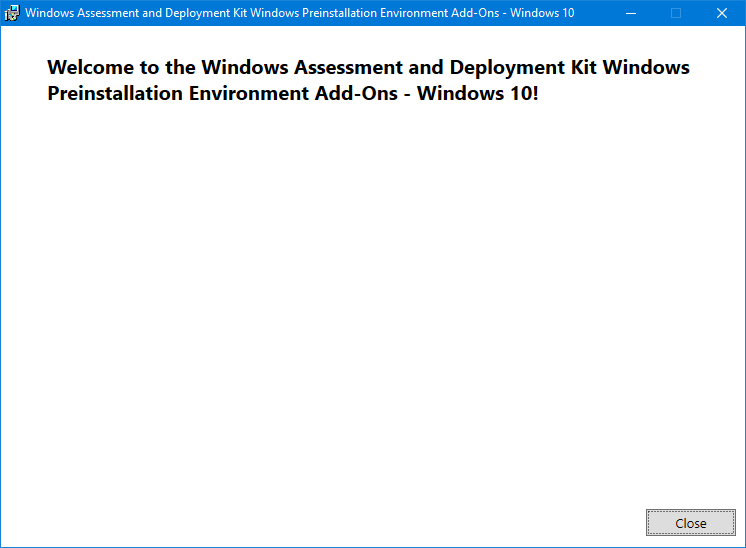 Windows Assessment and Deployment Kit Windows Preinstallation Environment Add-Ons - Windows 10
Welcome to the Windows Assessment and Deployment Kit Windows
Preinstallation Environment Add-Ons - Windows 10!
Close